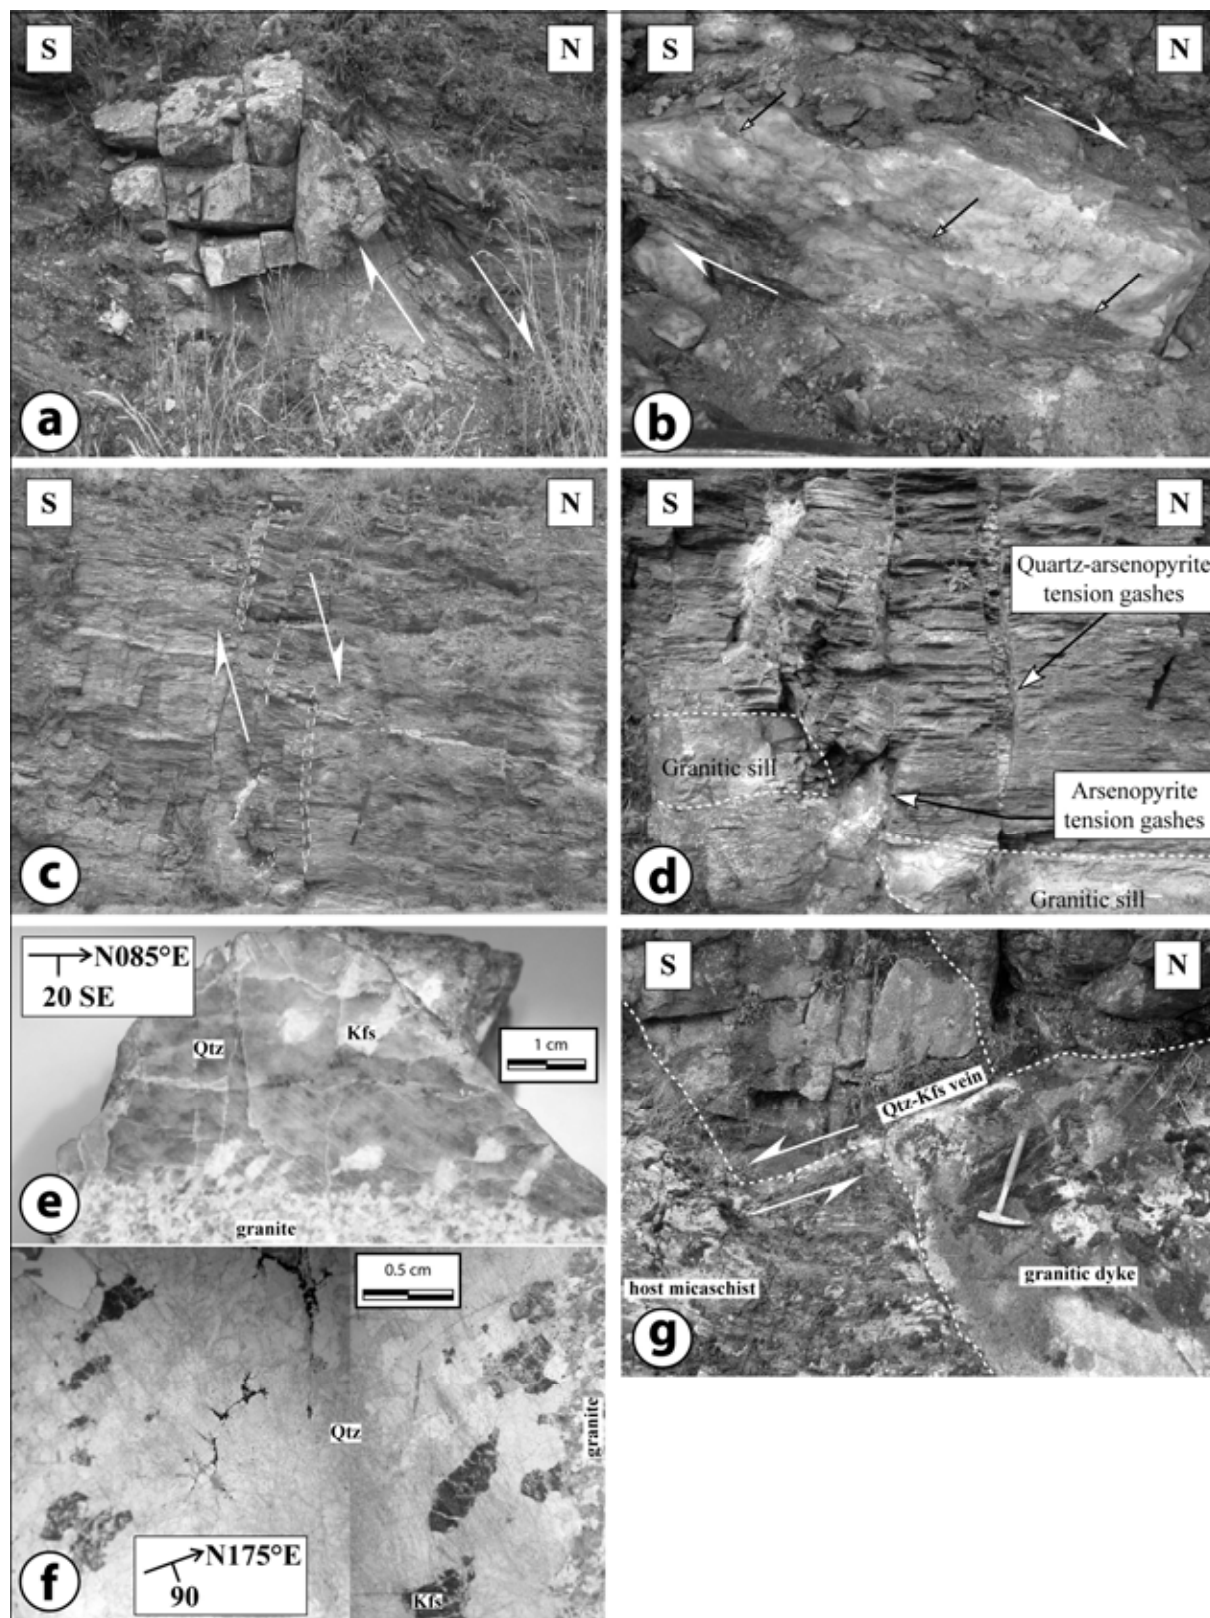 S
N
a
S
N
b
S
N
c
S
N
Quartz-arsenopyrite
tension gashes
Granitic sill
Arsenopyrite
tension gashes
Granitic sill
d
N085°E
20 SE
Qtz
Kfs
1 cm
granite
e
0.5 cm
Qtz
granite
N175°E
90
Kfs
f
S
N
Qtz-Kfs vein
host micaschist
granitic dyke
g